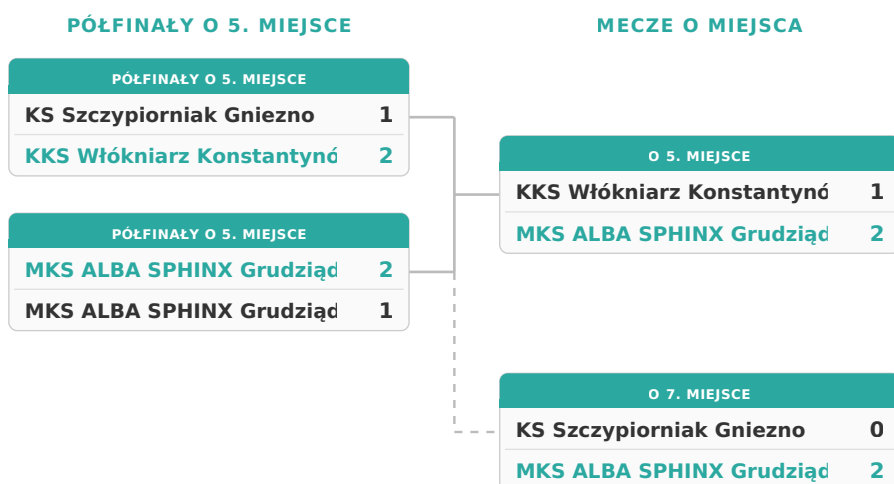 PÓŁFINAŁY O 5. MIEJSCE
PÓŁFINAŁY O 5. MIEJSCE
KS Szczypiorniak Gniezno 1
KKS Włókniarz Konstantynó 2
PÓŁFINAŁY O 5. MIEJSCE
MKS ALBA SPHINX Grudziąd 2
MKS ALBA SPHINX Grudziąd 1
MECZE O MIEJSCA
O 5. MIEJSCE
KKS Włókniarz Konstantynó 1
MKS ALBA SPHINX Grudziąd 2
O 7. MIEJSCE
KS Szczypiorniak Gniezno 0
MKS ALBA SPHINX Grudziąd 2